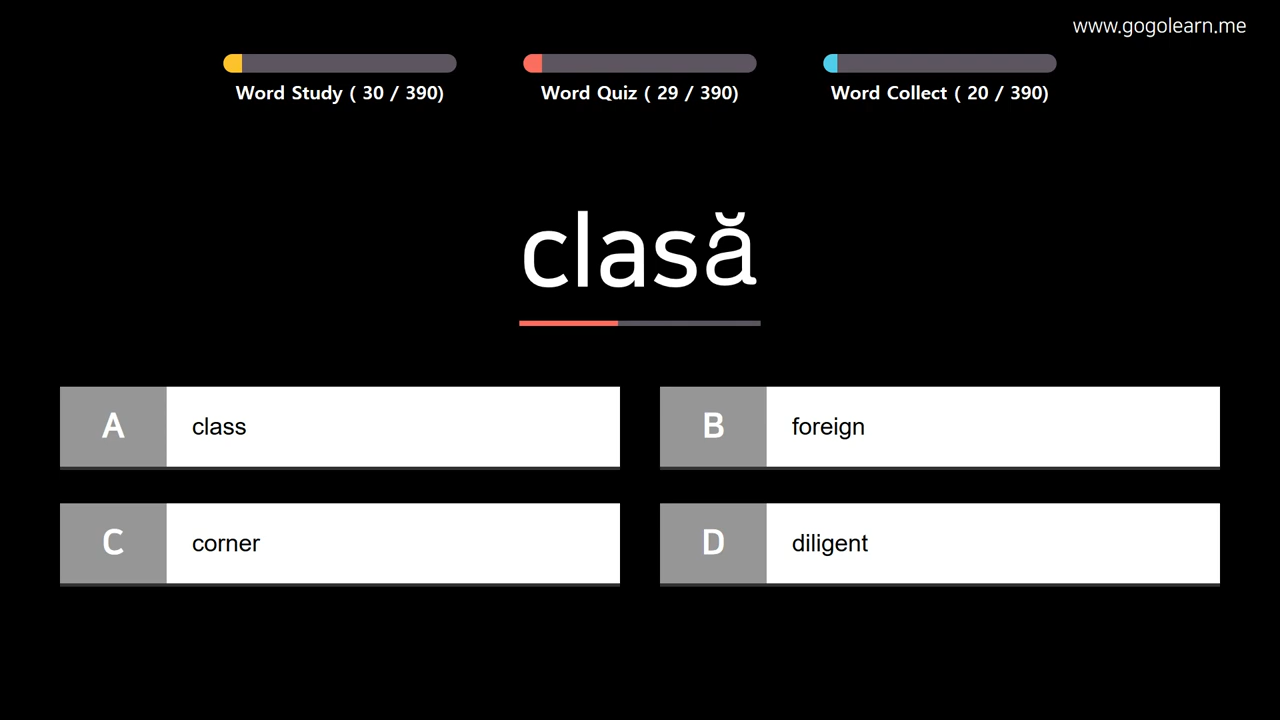 www.gogolearn.me
Word Study ( 30 / 390)
Word Quiz ( 29 / 390)
Word Collect ( 20 / 390)
clasă
A class
B foreign
C corner
D diligent